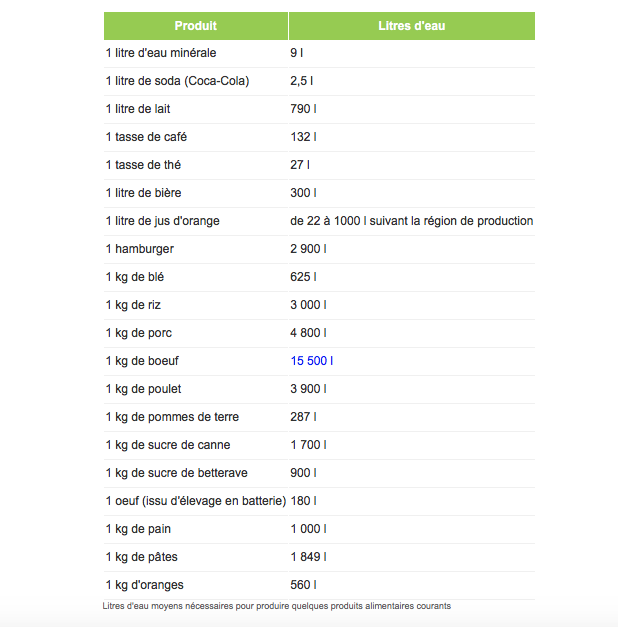 Produit Litres d'eau
1 litre d'eau minérale 9 l
1 litre de soda (Coca-Cola) 2,5 l
1 litre de lait 790 l
1 tasse de café 132 l
1 tasse de thé 27 l
1 litre de bière 300 l
1 litre de jus d'orange de 22 à 1000 l suivant la région de production
1 hamburger 2 900 l
1 kg de blé 625 l
1 kg de riz 3 000 l
1 kg de porc 4 800 l
1 kg de boeuf 15 500 l
1 kg de poulet 3 900 l
1 kg de pommes de terre 287 l
1 kg de sucre de canne 1 700 l
1 kg de sucre de betterave 900 l
1 oeuf (issu d'élevage en batterie) 180 l
1 kg de pain 1 000 l
1 kg de pâtes 1 849 l
1 kg d'oranges 560 l
Litres d'eau moyens nécessaires pour produire quelques produits alimentaires courants